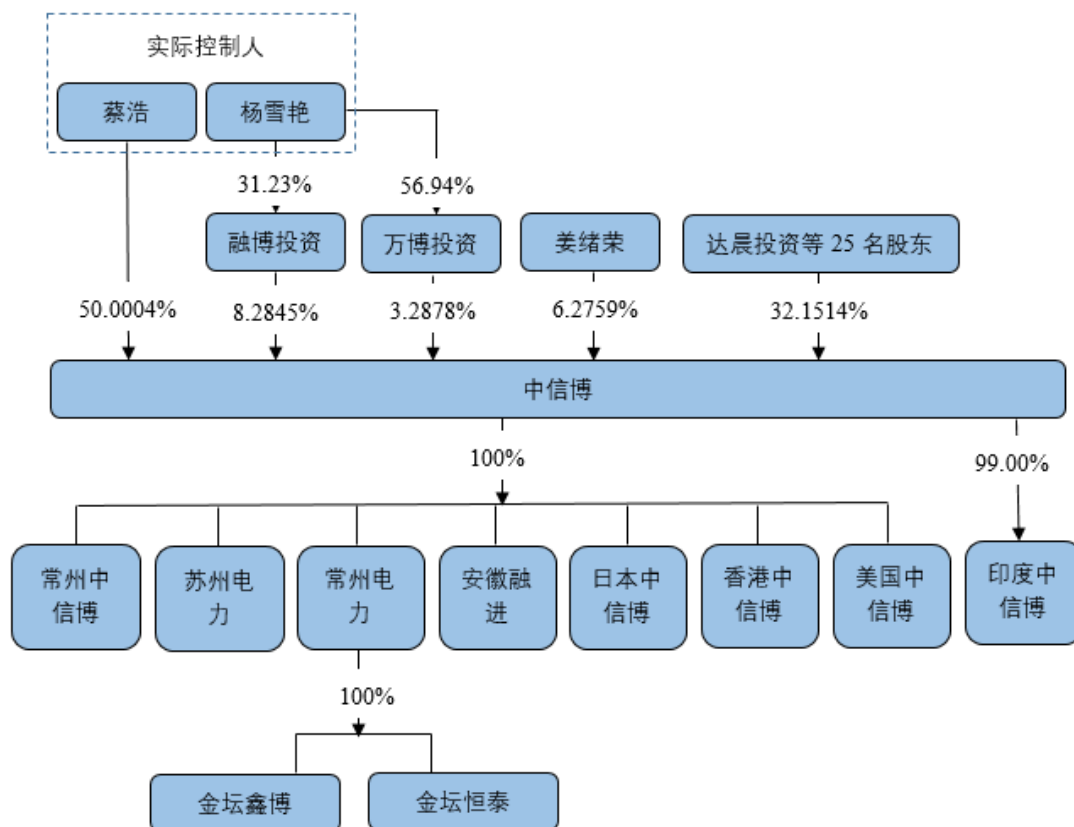 实际控制人
蔡浩
杨雪艳
31.23%
56.94%
融博投资
万博投资
姜绪荣
达晨投资等 25 名股东
50.0004%
8.2845%
3.2878%
6.2759%
32.1514%
中信博
100%
99.00%
常州中
信博
苏州电
力
常州电
力
安徽融
进
日本中
信博
香港中
信博
美国中
信博
印度中
信博
100%
金坛鑫博
金坛恒泰